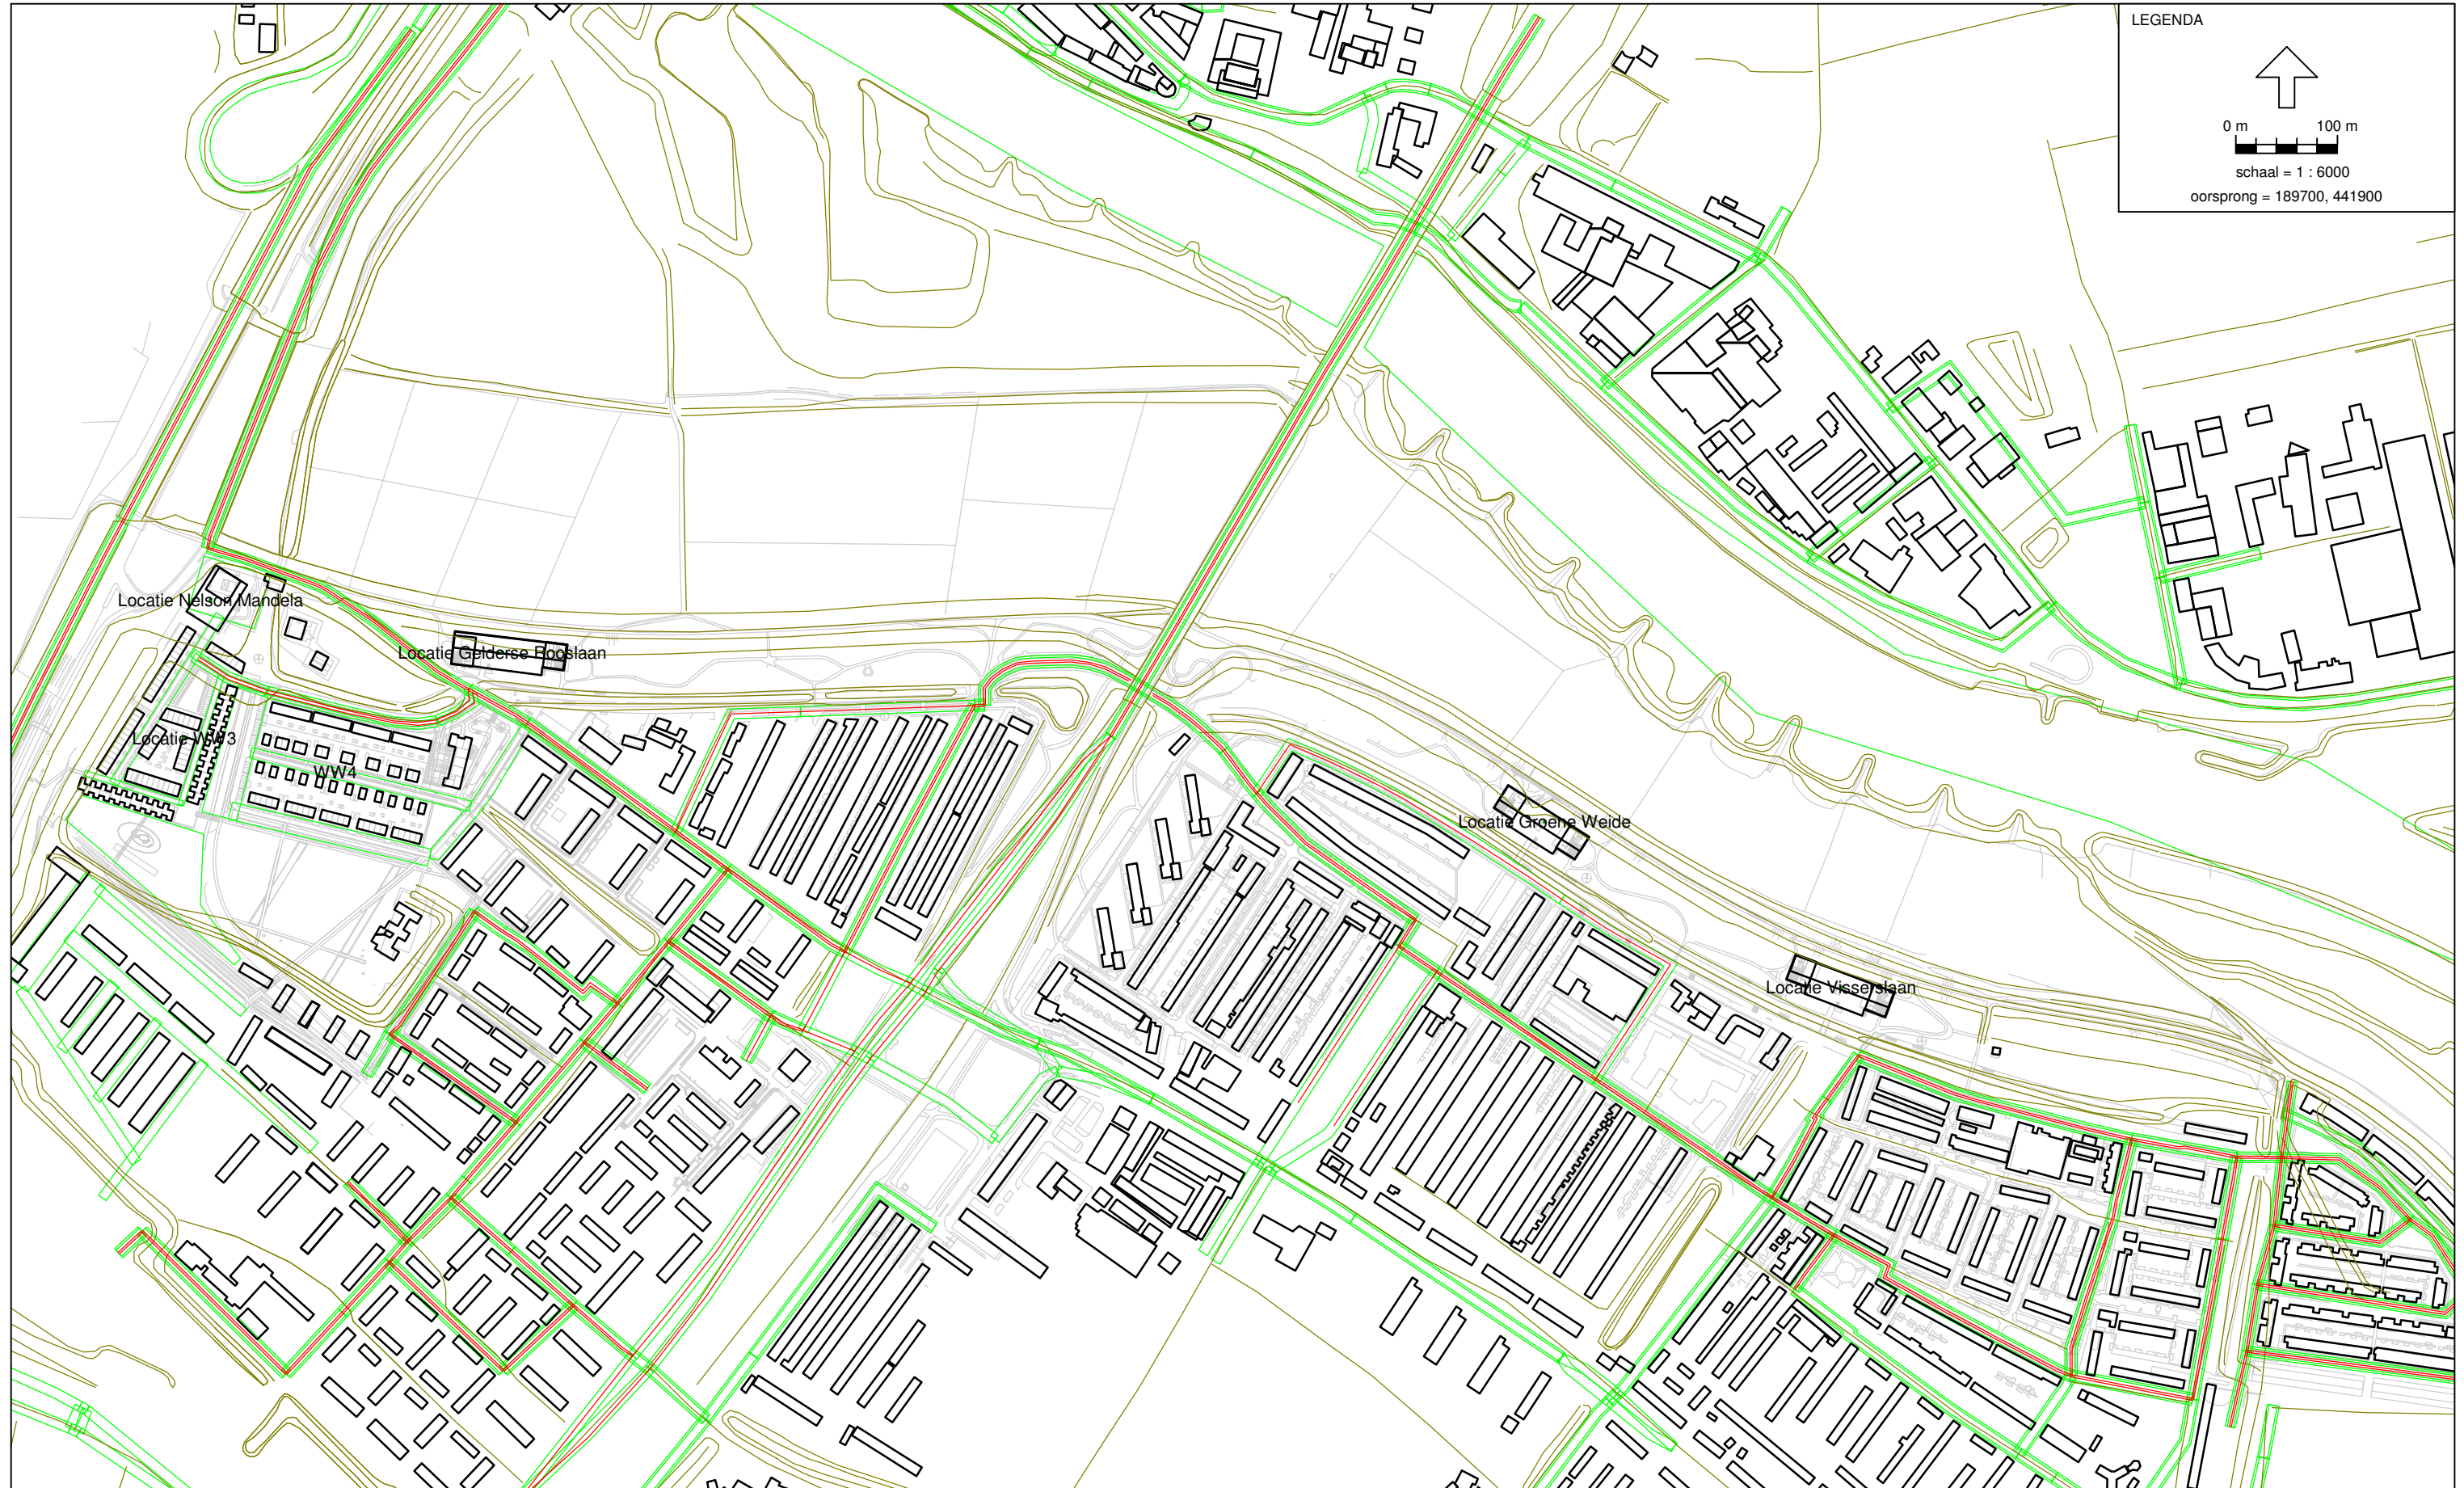 LEGENDA
0 m 100 m
schaal = 1 : 6000
oorsprong = 189700, 441900
Locatie Nelson Mandela
Locatie Gelderse Rooslaan
Locatie WW3
WW4
Locatie Groene Weide
Locatie Visserslaan